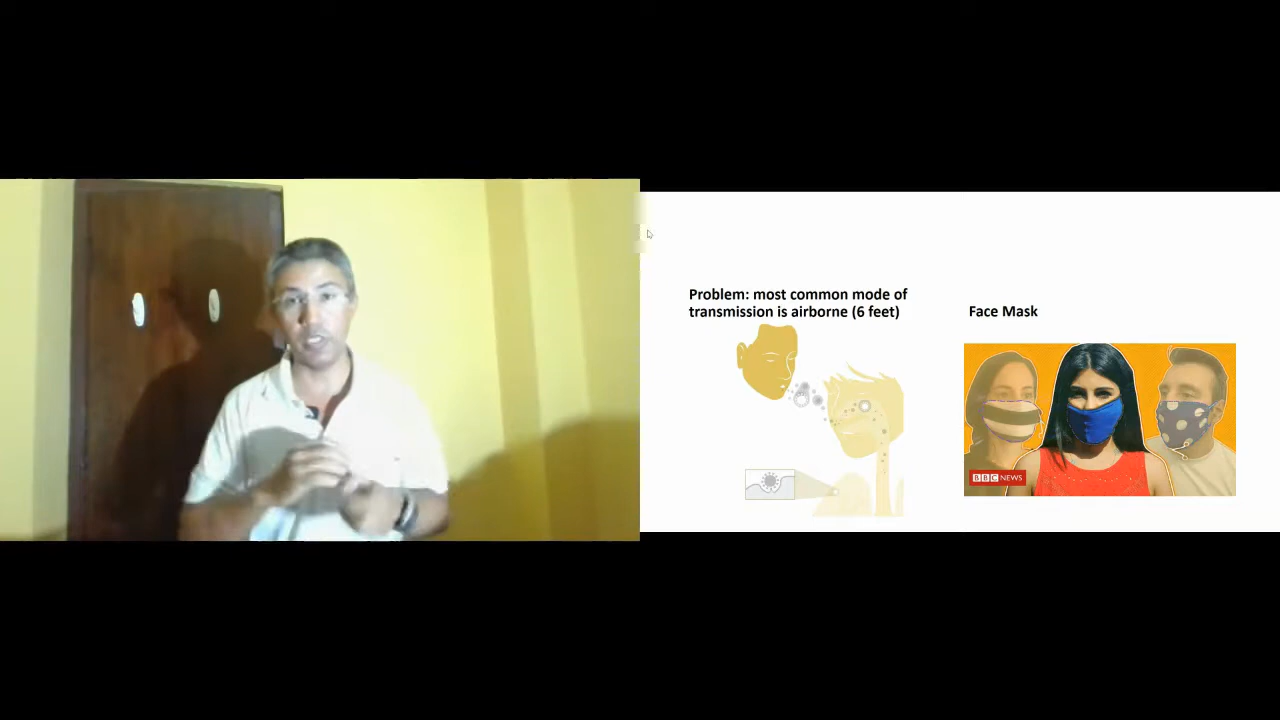 Problem: most common mode of
transmission is airborne (6 feet)
Face Mask
BBC NEWS